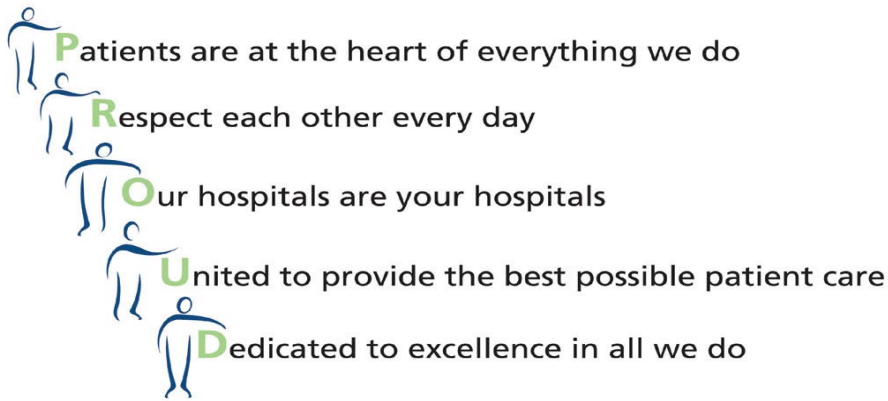 Patients are at the heart of everything we do
Respect each other every day
Our hospitals are your hospitals
United to provide the best possible patient care
Dedicated to excellence in all we do